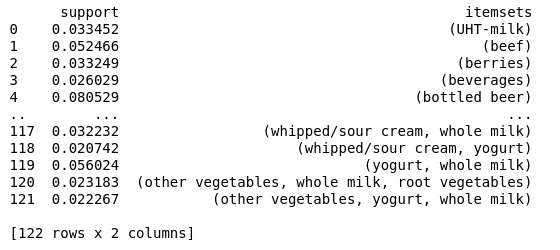 support itemsets
0 0.033452 (UHT-milk)
1 0.052466 (beef)
2 0.033249 (berries)
3 0.026029 (beverages)
4 0.080529 (bottled beer)
.. ... ...
117 0.032232 (whipped/sour cream, whole milk)
118 0.020742 (whipped/sour cream, yogurt)
119 0.056024 (yogurt, whole milk)
120 0.023183 (other vegetables, whole milk, root vegetables)
121 0.022267 (other vegetables, yogurt, whole milk)
[122 rows x 2 columns]